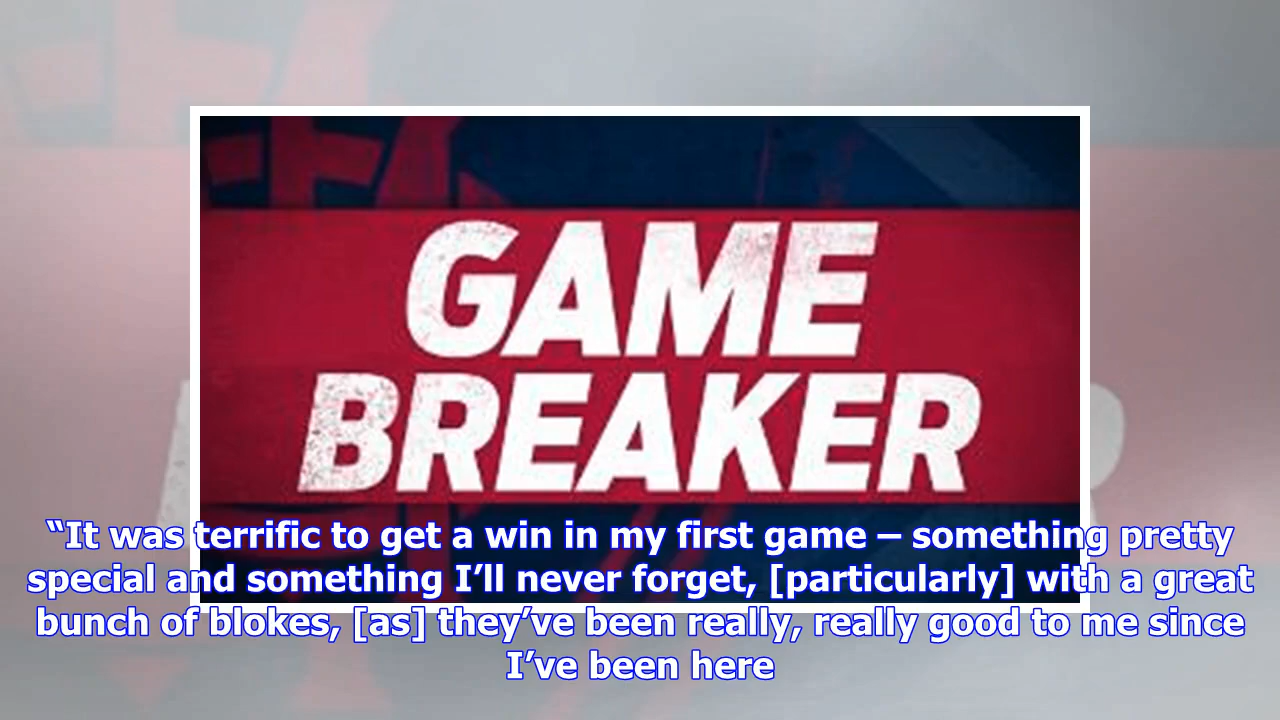 GAME
BREAKER
“It was terrific to get a win in my first game – something pretty
special and something I’ll never forget, [particularly] with a great
bunch of blokes, [as] they’ve been really, really good to me since
I’ve been here